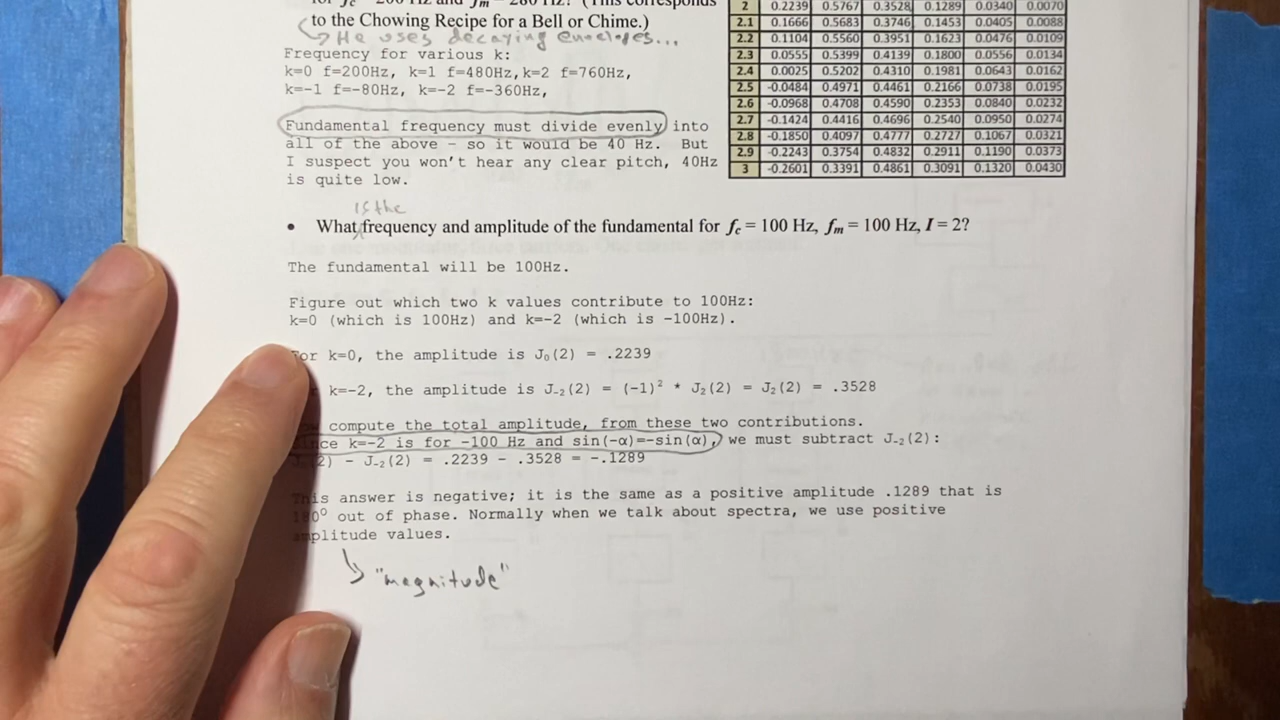 to the Chowing Recipe for a Bell or Chime.)
He uses decaying envelopes...
Frequency for various k:
k=0 f=200Hz, k=1 f=480Hz, k=2 f=760Hz,
k=-1 f=-80Hz, k=-2 f=-360Hz,
Fundamental frequency must divide evenly into
all of the above - so it would be 40 Hz. But
I suspect you won't hear any clear pitch, 40Hz
is quite low.
2 0.2239 0.5767 0.3528 0.1289 0.0340 0.0070
2.1 0.1666 0.5683 0.3746 0.1453 0.0405 0.0088
2.2 0.1104 0.5560 0.3951 0.1623 0.0476 0.0109
2.3 0.0555 0.5399 0.4139 0.1800 0.0556 0.0134
2.4 0.0025 0.5202 0.4310 0.1981 0.0643 0.0162
2.5 -0.0484 0.4971 0.4461 0.2166 0.0738 0.0195
2.6 -0.0968 0.4708 0.4590 0.2353 0.0840 0.0232
2.7 -0.1424 0.4416 0.4696 0.2540 0.0950 0.0274
2.8 -0.1850 0.4097 0.4777 0.2727 0.1067 0.0321
2.9 -0.2243 0.3754 0.4832 0.2911 0.1190 0.0373
3 -0.2601 0.3391 0.4861 0.3091 0.1320 0.0430
is the
• What frequency and amplitude of the fundamental for fc = 100 Hz, fm = 100 Hz, I = 2?
The fundamental will be 100Hz.
Figure out which two k values contribute to 100Hz:
k=0 (which is 100Hz) and k=-2 (which is -100Hz).
For k=0, the amplitude is J₀(2) = .2239
k=-2, the amplitude is J₋₂(2) = (-1)² * J₂(2) = J₂(2) = .3528
compute the total amplitude, from these two contributions.
k=-2 is for -100 Hz and sin(-α)=-sin(α), we must subtract J₋₂(2):
(2) - J₋₂(2) = .2239 - .3528 = -.1289
This answer is negative; it is the same as a positive amplitude .1289 that is
180⁰ out of phase. Normally when we talk about spectra, we use positive
amplitude values.
"magnitude"